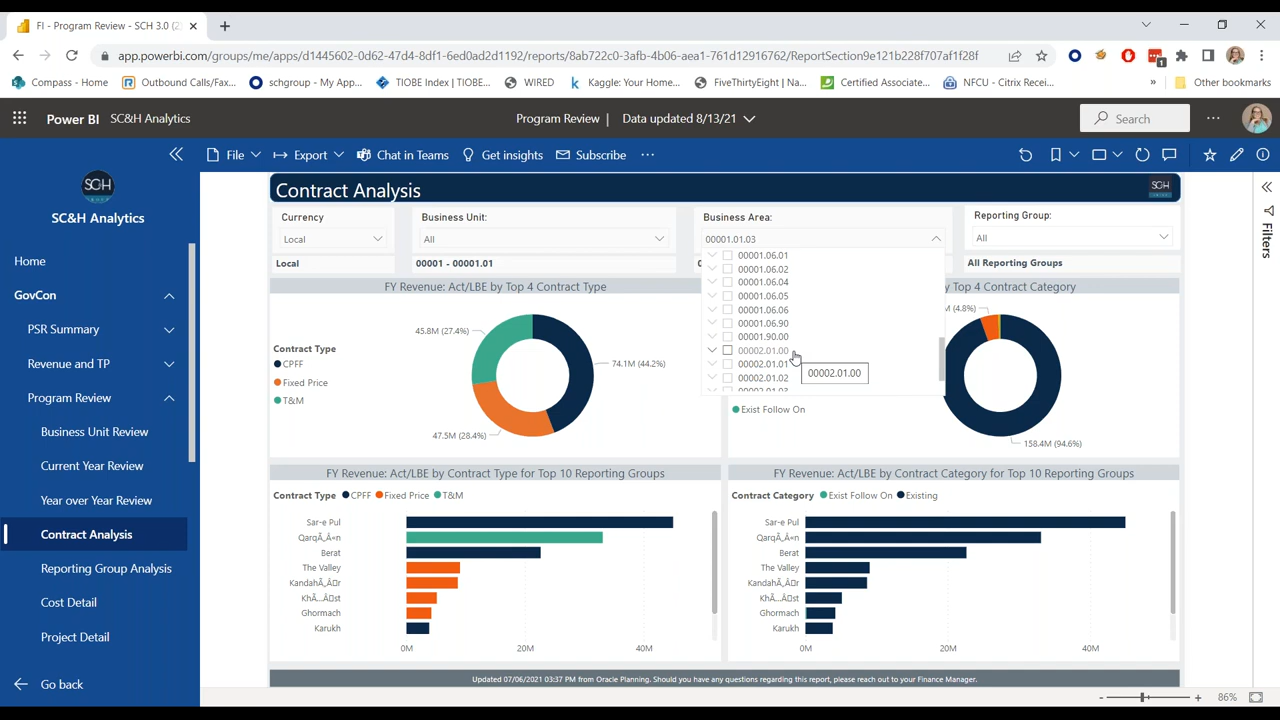 FI - Program Review - SCH 3.0 (2
app.powerbi.com/groups/me/apps/d1445602-0d62-47d4-8df1-6ed0ad2d1192/reports/8ab722c0-3afb-4b06-aea1-761d12916762/ReportSection9e121b228f707af1f28f
Compass - Home
Outbound Calls/Fax...
schgroup - My App...
TIOBE Index | TIOBE...
WIRED
Kaggle: Your Home...
FiveThirtyEight | Na...
Certified Associate...
NFCU - Citrix Recei...
»
Other bookmarks
Power BI
SC&H Analytics
Program Review | Data updated 8/13/21
Search
File
Export
Chat in Teams
Get insights
Subscribe
SCH
SC&H Analytics
Home
GovCon
PSR Summary
Revenue and TP
Program Review
Business Unit Review
Current Year Review
Year over Year Review
Contract Analysis
Reporting Group Analysis
Cost Detail
Project Detail
Go back
Contract Analysis
SCH
Currency
Local
Local
Business Unit:
All
00001 - 00001.01
Business Area:
00001.01.03
00001.06.01
00001.06.02
00001.06.04
00001.06.05
00001.06.06
00001.06.90
00001.90.00
00002.01.00
00002.01.01
00002.01.02
00002.01.03
00002.01.00
Reporting Group:
All
All Reporting Groups
Filters
FY Revenue: Act/LBE by Top 4 Contract Type
Contract Type
CPFF
Fixed Price
T&M
45.8M (27.4%)
74.1M (44.2%)
47.5M (28.4%)
y Top 4 Contract Category
M (4.8%)
Exist Follow On
158.4M (94.6%)
FY Revenue: Act/LBE by Contract Type for Top 10 Reporting Groups
Contract Type CPFF Fixed Price T&M
Sar-e Pul
QarqÃ„Â«n
Berat
The Valley
KandahÃ„Â□r
KhÃ…Â□st
Ghormach
Karukh
0M 20M 40M
FY Revenue: Act/LBE by Contract Category for Top 10 Reporting Groups
Contract Category Exist Follow On Existing
Sar-e Pul
QarqÃ„Â«n
Berat
The Valley
KandahÃ„Â□r
KhÃ…Â□st
Ghormach
Karukh
0M 20M 40M
Updated 07/06/2021 03:37 PM from Oracle Planning. Should you have any questions regarding this report, please reach out to your Finance Manager.
- + 86%